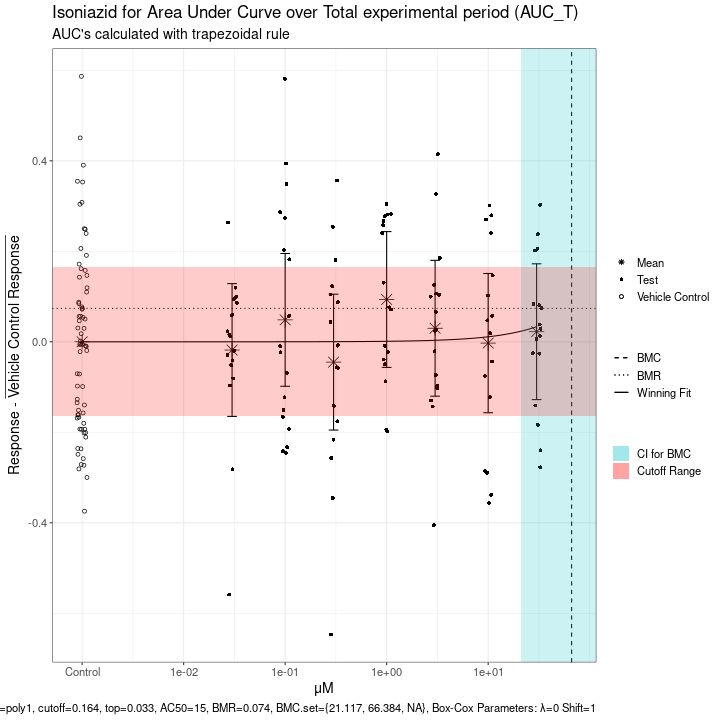 Isoniazid for Area Under Curve over Total experimental period (AUC_T)
AUC's calculated with trapezoidal rule
Response - Vehicle Control Response
0.4
0.0
-0.4
Control
1e-02
1e-01
1e+00
1e+01
μM
Mean
Test
Vehicle Control
BMC
BMR
Winning Fit
CI for BMC
Cutoff Range
=poly1, cutoff=0.164, top=0.033, AC50=15, BMR=0.074, BMC.set={21.117, 66.384, NA}, Box-Cox Parameters: λ=0 Shift=1